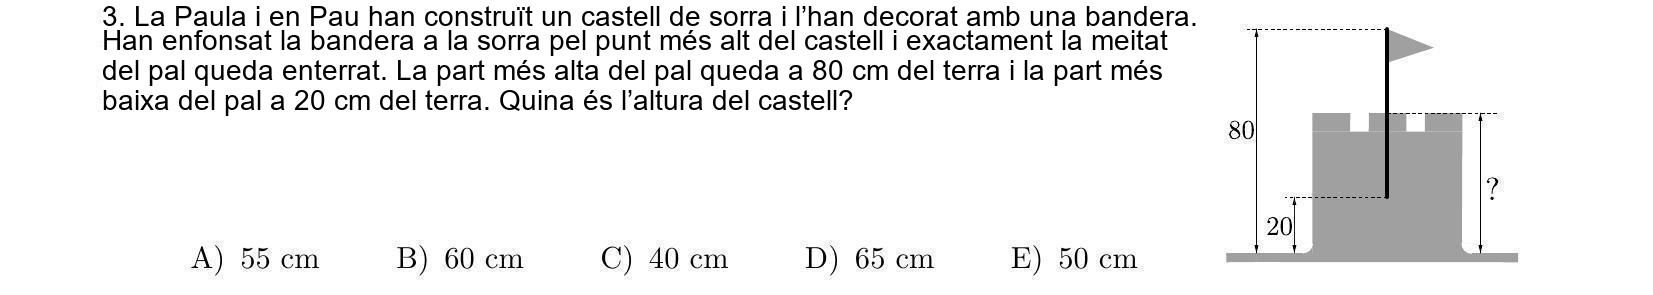 3. La Paula i en Pau han construït un castell de sorra i l’han decorat amb una bandera.
Han enfonsat la bandera a la sorra pel punt més alt del castell i exactament la meitat
del pal queda enterrat. La part més alta del pal queda a 80 cm del terra i la part més
baixa del pal a 20 cm del terra. Quina és l’altura del castell?
80
?
20
A) 55 cm B) 60 cm C) 40 cm D) 65 cm E) 50 cm